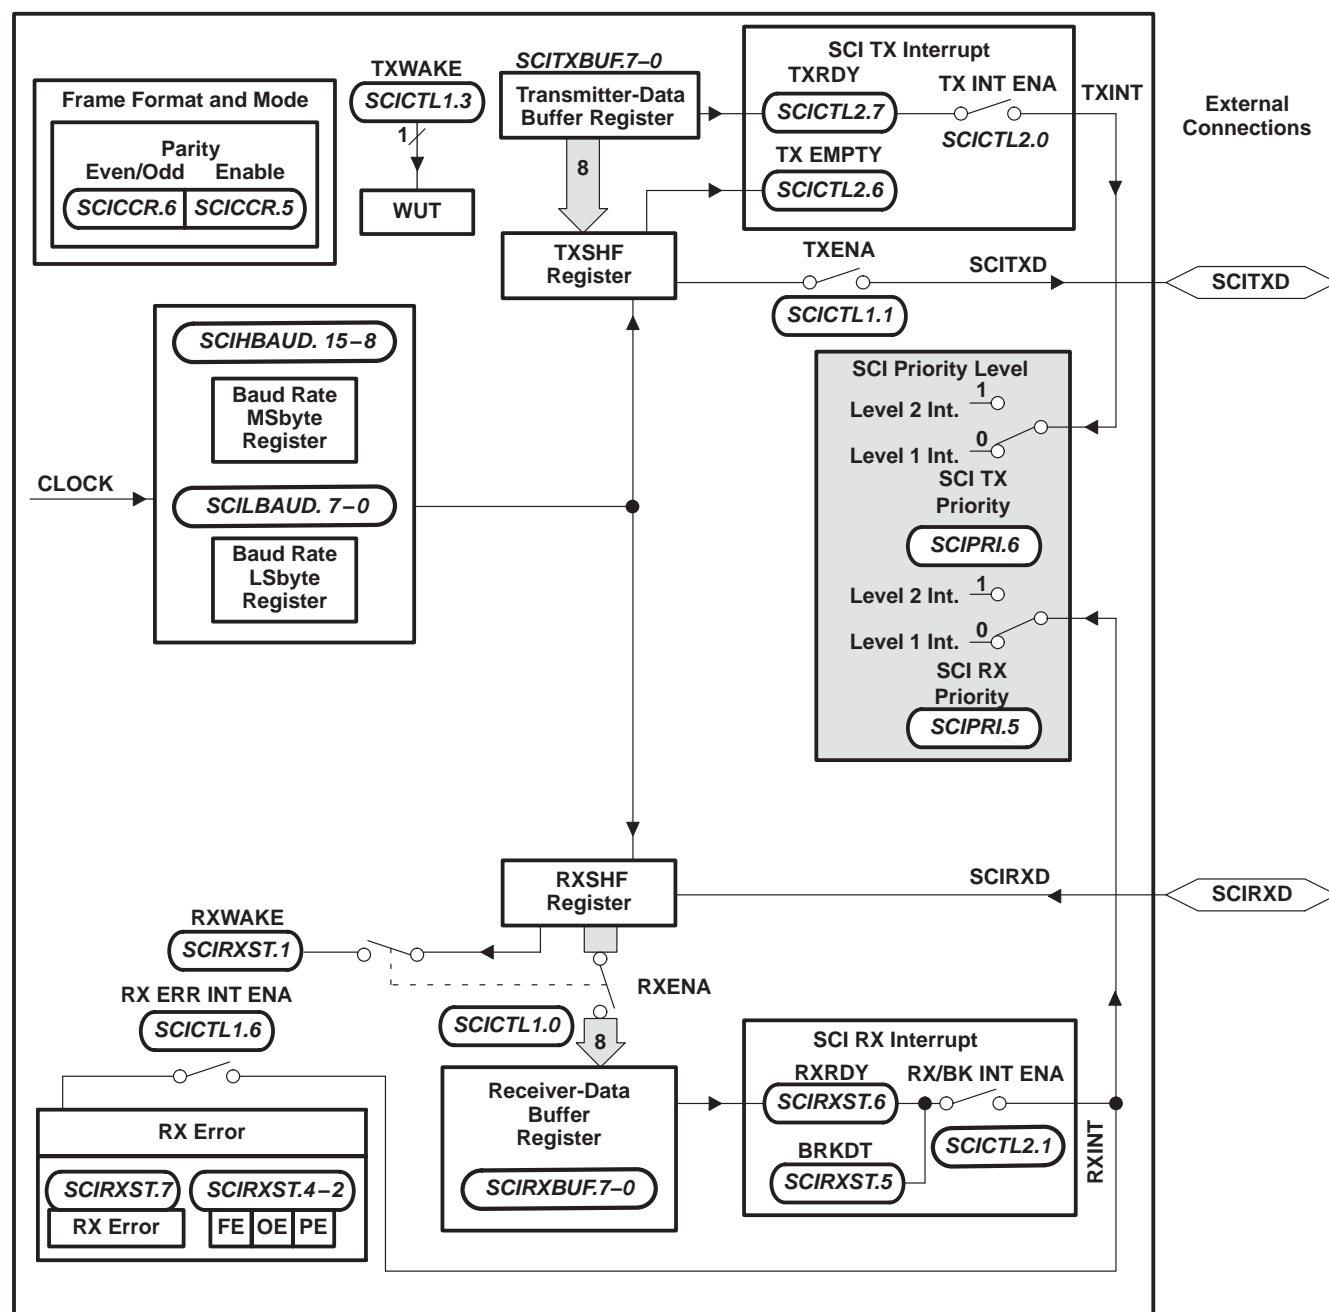 SCI TX Interrupt
SCITXBUF.7–0
TXWAKE
TXRDY
TX INT ENA
TXINT
Frame Format and Mode
SCICTL1.3
Transmitter-Data
Buffer Register
SCICTL2.7
SCICTL2.0
External
Connections
1
Parity
Even/Odd
Enable
SCICCR.6
SCICCR.5
8
TX EMPTY
SCICTL2.6
WUT
TXSHF
Register
TXENA
SCITXD
SCITXD
SCICTL1.1
SCIHBAUD. 15–8
Baud Rate
MSbyte
Register
CLOCK
SCILBAUD. 7–0
Baud Rate
LSbyte
Register
SCI Priority Level
1
Level 2 Int.
0
Level 1 Int.
SCI TX
Priority
SCIPRI.6
1
Level 2 Int.
0
Level 1 Int.
SCI RX
Priority
SCIPRI.5
RXSHF
Register
SCIRXD
SCIRXD
RXWAKE
SCIRXST.1
RXENA
RX ERR INT ENA
SCICTL1.6
SCICTL1.0
8
SCI RX Interrupt
RXRDY
RX/BK INT ENA
SCIRXST.6
SCICTL2.1
BRKDT
SCIRXST.5
RXINT
Receiver-Data
Buffer
Register
SCIRXBUF.7–0
RX Error
SCIRXST.7
SCIRXST.4–2
RX Error
FE
OE
PE